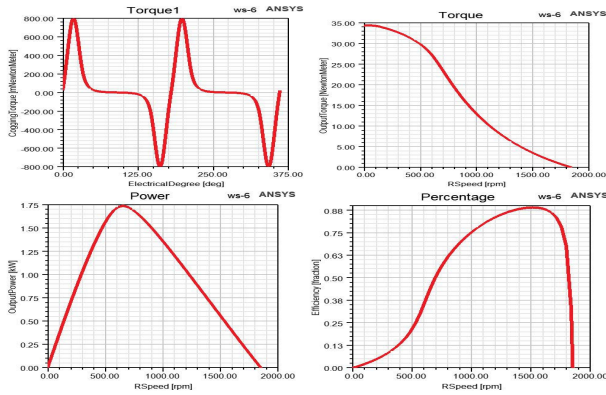 Torque1 ws-6 ANSYS
800.00
600.00
400.00
200.00
0.00
-200.00
-400.00
-600.00
-800.00
CoggingTorque [mNewtonMeter]
0.00 125.00 250.00 375.00
ElectricalDegree [deg]
Torque ws-6 ANSYS
35.00
30.00
25.00
20.00
15.00
10.00
5.00
0.00
OutputTorque [NewtonMeter]
0.00 500.00 1000.00 1500.00 2000.00
RSpeed [rpm]
Power ws-6 ANSYS
1.75
1.50
1.25
1.00
0.75
0.50
0.25
0.00
OutputPower [kW]
0.00 500.00 1000.00 1500.00 2000.00
RSpeed [rpm]
Percentage ws-6 ANSYS
0.88
0.75
0.63
0.50
0.38
0.25
0.13
0.00
Efficiency [fraction]
0.00 500.00 1000.00 1500.00 2000.00
RSpeed [rpm]